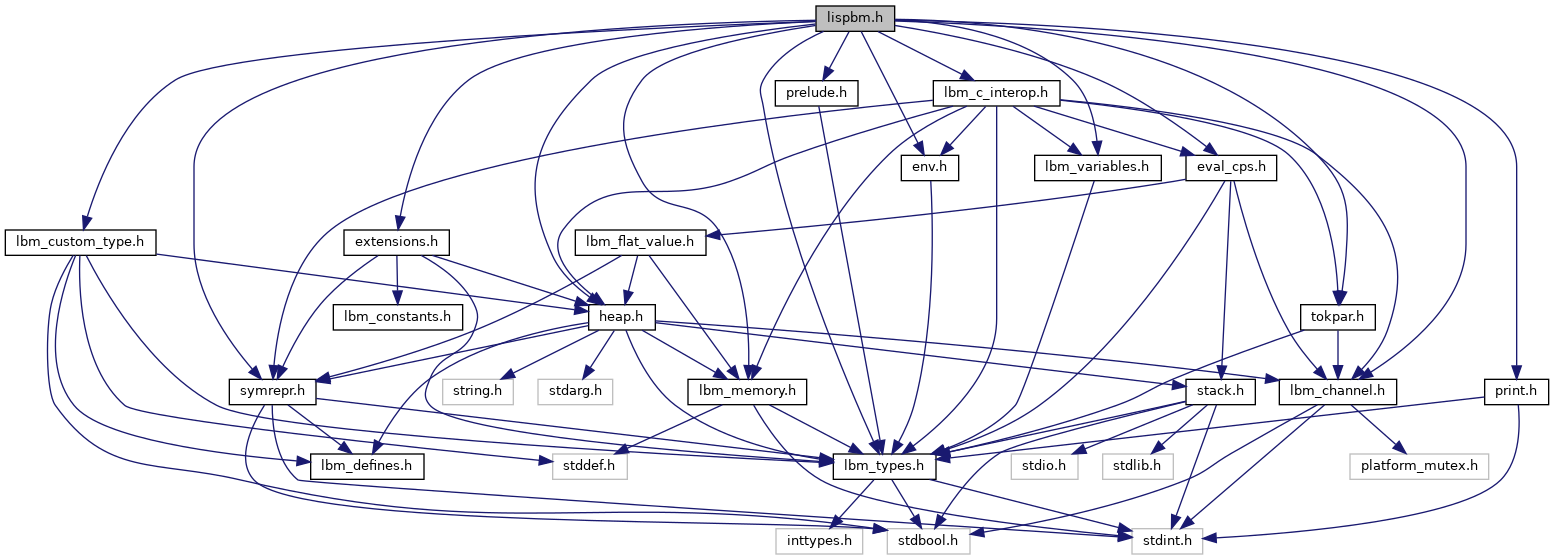 lispbm.h
prelude.h
lbm_c_interop.h
env.h
lbm_variables.h
eval_cps.h
lbm_custom_type.h
extensions.h
lbm_flat_value.h
lbm_constants.h
heap.h
tokpar.h
symrepr.h
string.h
stdarg.h
lbm_memory.h
stack.h
lbm_channel.h
print.h
lbm_defines.h
stddef.h
lbm_types.h
stdio.h
stdlib.h
platform_mutex.h
inttypes.h
stdbool.h
stdint.h